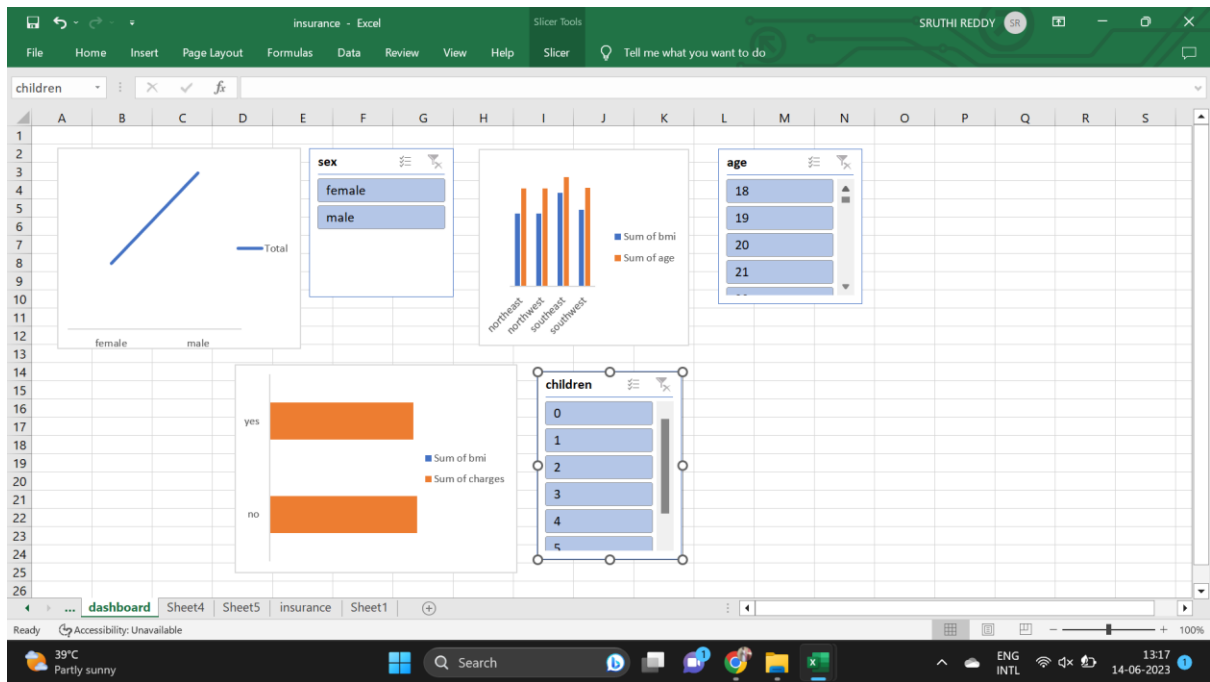 insurance - Excel
Slicer Tools
SRUTHI REDDY SR
File Home Insert Page Layout Formulas Data Review View Help Slicer Tell me what you want to do
children fx
A B C D E F G H I J K L M N O P Q R S
1
2
3
4
5
6
7
8
9
10
11
12
13
14
15
16
17
18
19
20
21
22
23
24
25
26
Total
female male
sex
female
male
Sum of bmi
Sum of age
northeast
northwest
southeast
southwest
age
18
19
20
21
yes
no
Sum of bmi
Sum of charges
children
0
1
2
3
4
5
... dashboard Sheet4 Sheet5 insurance Sheet1
Ready Accessibility: Unavailable 100%
39°C
Partly sunny
Search
1
ENG
INTL
13:17
14-06-2023
1